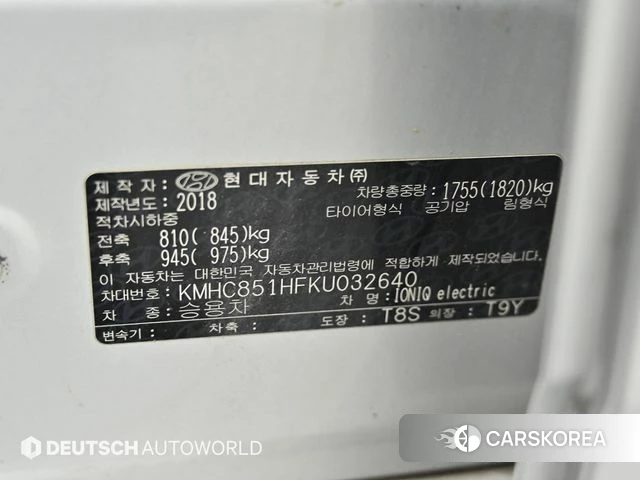 제 작 자 : 현대자동차㈜
제작년도 : 2018 차량총중량 : 1755(1820)kg
적차시하중 타이어형식 공기압 림형식
전축 810( 845)kg
후축 945( 975)kg
이 자동차는 대한민국 자동차관리법령에 적합하게 제작되었습니다.
차대번호 : KMHC851HFKU032640 차 명 : IONIQ electric
차 종 : 승용차
변속기 : 차축 : 도장 : T8S 의장 : T9Y
DEUTSCH AUTOWORLD
CARSKOREA